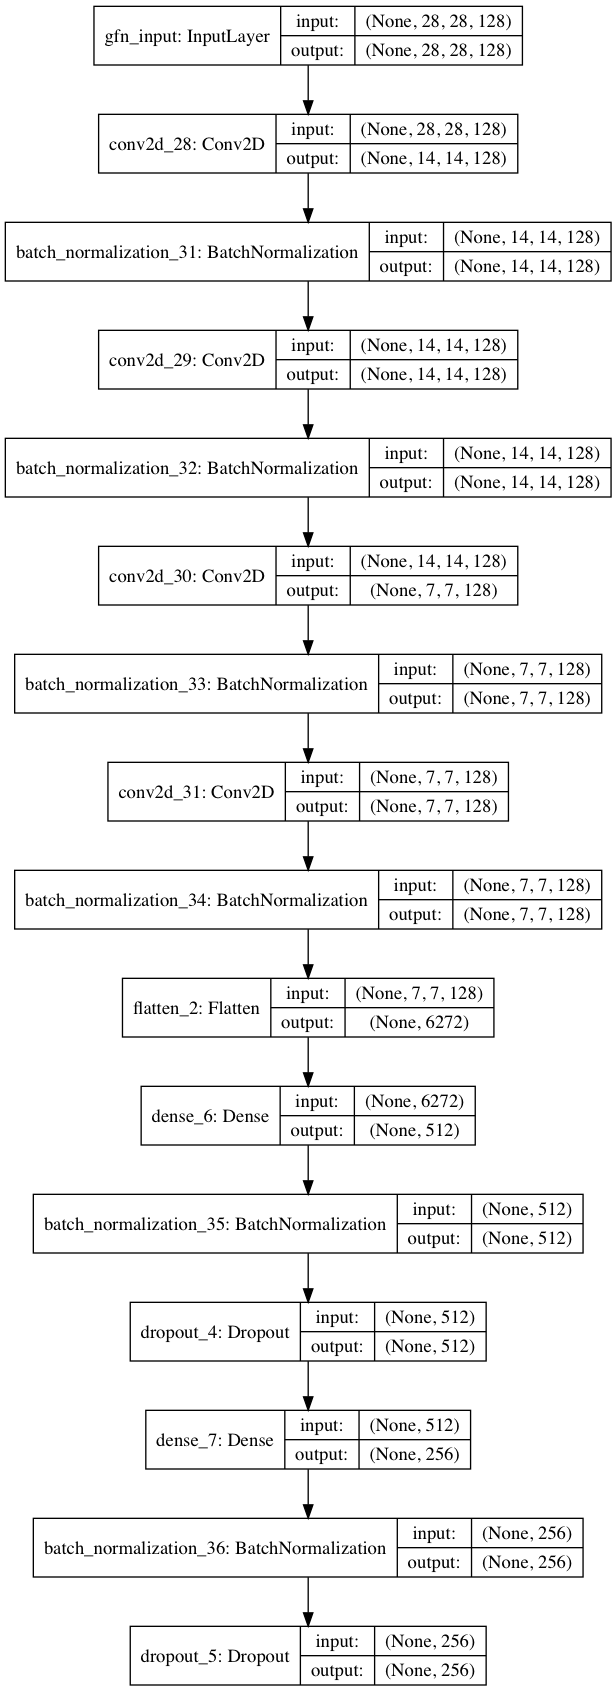 gfn_input: InputLayer
input: (None, 28, 28, 128)
output: (None, 28, 28, 128)
conv2d_28: Conv2D
input: (None, 28, 28, 128)
output: (None, 14, 14, 128)
batch_normalization_31: BatchNormalization
input: (None, 14, 14, 128)
output: (None, 14, 14, 128)
conv2d_29: Conv2D
input: (None, 14, 14, 128)
output: (None, 14, 14, 128)
batch_normalization_32: BatchNormalization
input: (None, 14, 14, 128)
output: (None, 14, 14, 128)
conv2d_30: Conv2D
input: (None, 14, 14, 128)
output: (None, 7, 7, 128)
batch_normalization_33: BatchNormalization
input: (None, 7, 7, 128)
output: (None, 7, 7, 128)
conv2d_31: Conv2D
input: (None, 7, 7, 128)
output: (None, 7, 7, 128)
batch_normalization_34: BatchNormalization
input: (None, 7, 7, 128)
output: (None, 7, 7, 128)
flatten_2: Flatten
input: (None, 7, 7, 128)
output: (None, 6272)
dense_6: Dense
input: (None, 6272)
output: (None, 512)
batch_normalization_35: BatchNormalization
input: (None, 512)
output: (None, 512)
dropout_4: Dropout
input: (None, 512)
output: (None, 512)
dense_7: Dense
input: (None, 512)
output: (None, 256)
batch_normalization_36: BatchNormalization
input: (None, 256)
output: (None, 256)
dropout_5: Dropout
input: (None, 256)
output: (None, 256)